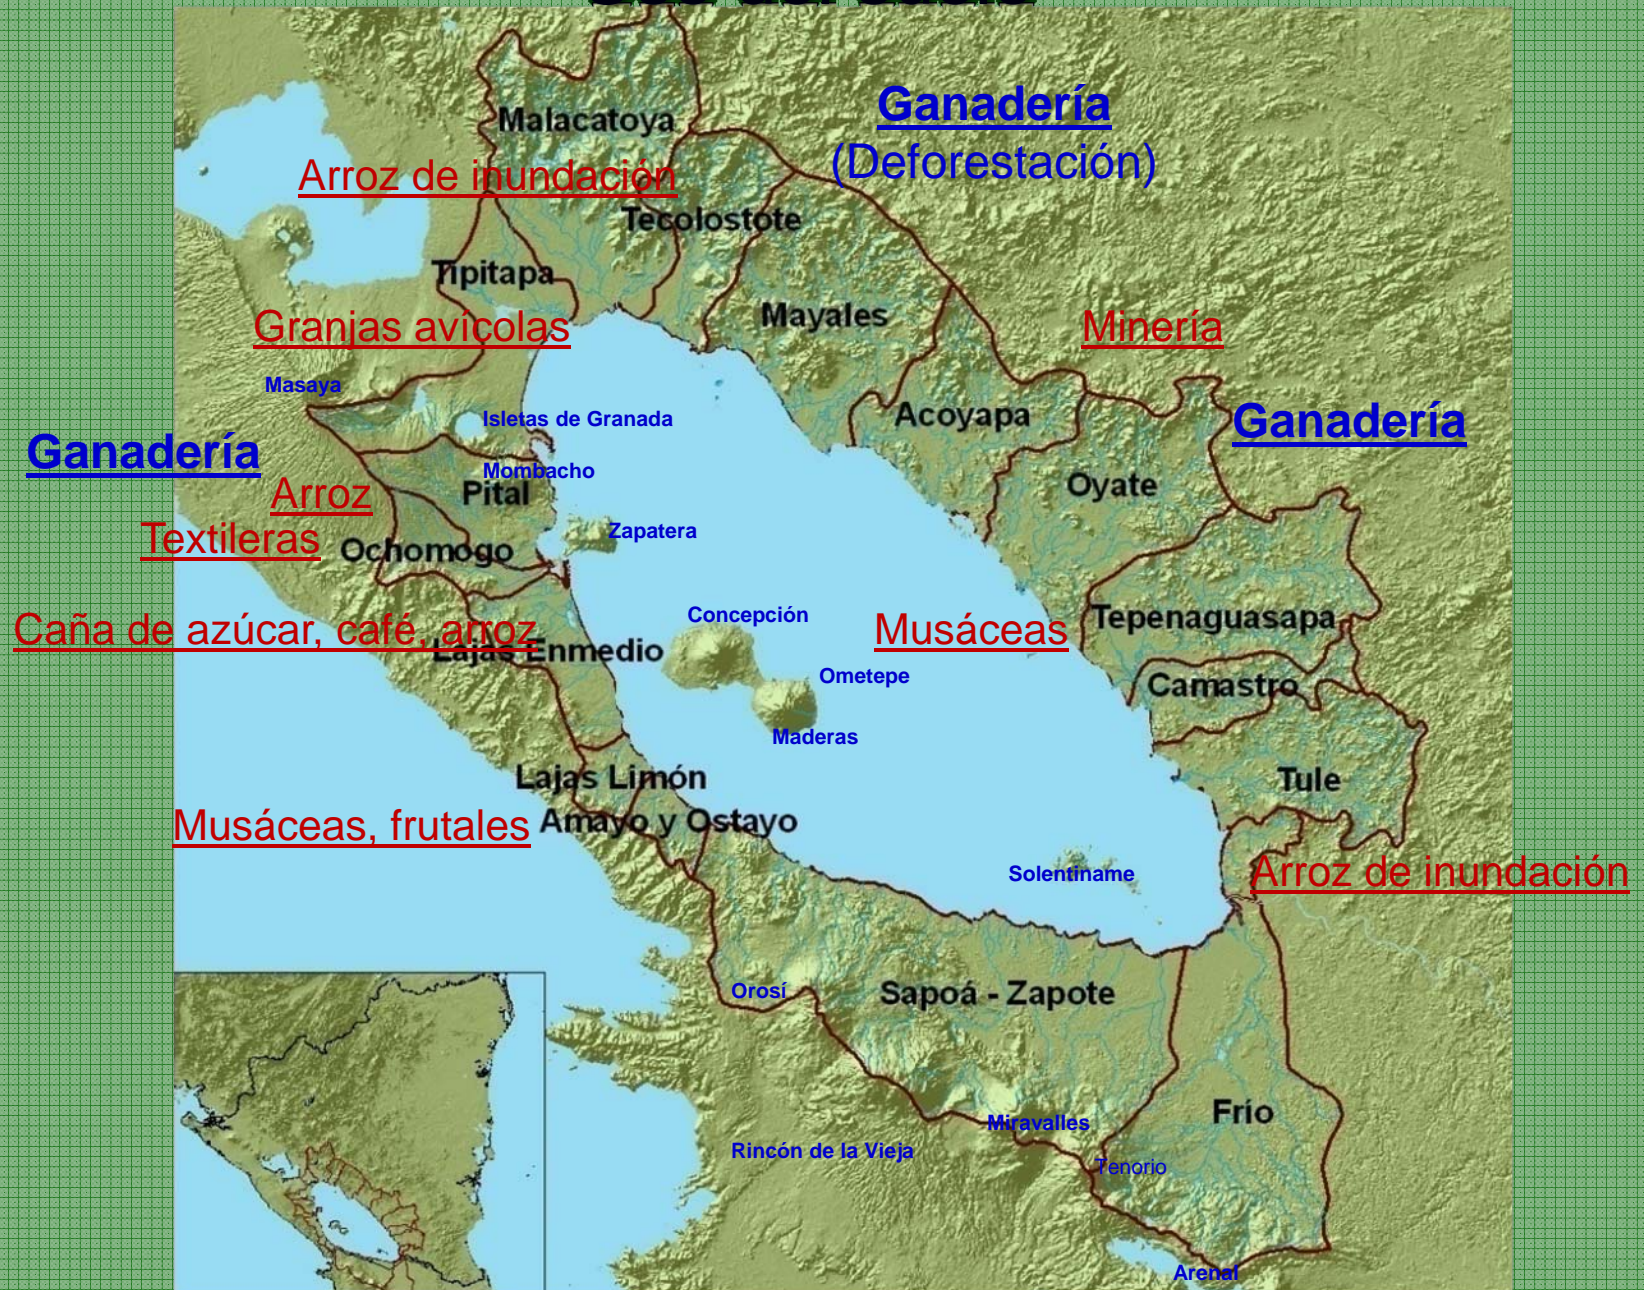 Malacatoya
Ganadería
(Deforestación)
Arroz de inundación
Tecolostote
Tipitapa
Mayales
Granjas avícolas
Minería
Masaya
Isletas de Granada
Acoyapa
Ganadería
Ganadería
Mombacho
Pital
Oyate
Arroz
Textileras
Zapatera
Ochomogo
Concepción
Caña de azúcar, café, arroz
Musáceas
Tepenaguasapa
Lajas Enmedio
Ometepe
Camastro
Maderas
Lajas Limón
Tule
Musáceas, frutales
Amayo y Ostayo
Solentiname
Arroz de inundación
Orosí
Sapoá - Zapote
Frío
Miravalles
Rincón de la Vieja
Tenorio
Arenal